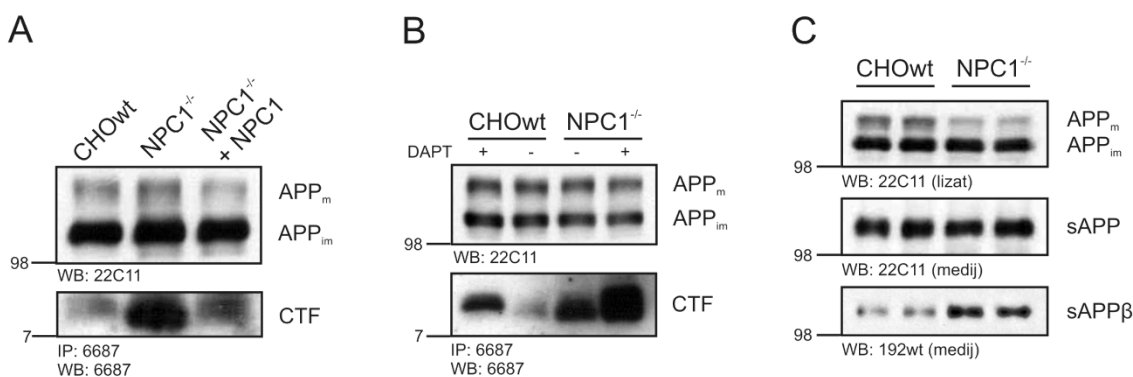 A
CHOwt
NPC1-/-
NPC1-/-
+ NPC1
APPm
APPim
98
WB: 22C11
CTF
7
IP: 6687
WB: 6687
B
CHOwt NPC1-/-
DAPT + - - +
APPm
APPim
98
WB: 22C11
CTF
7
IP: 6687
WB: 6687
C
CHOwt NPC1-/-
APPm
APPim
98
WB: 22C11 (lizat)
sAPP
98
WB: 22C11 (medij)
sAPPβ
98
WB: 192wt (medij)